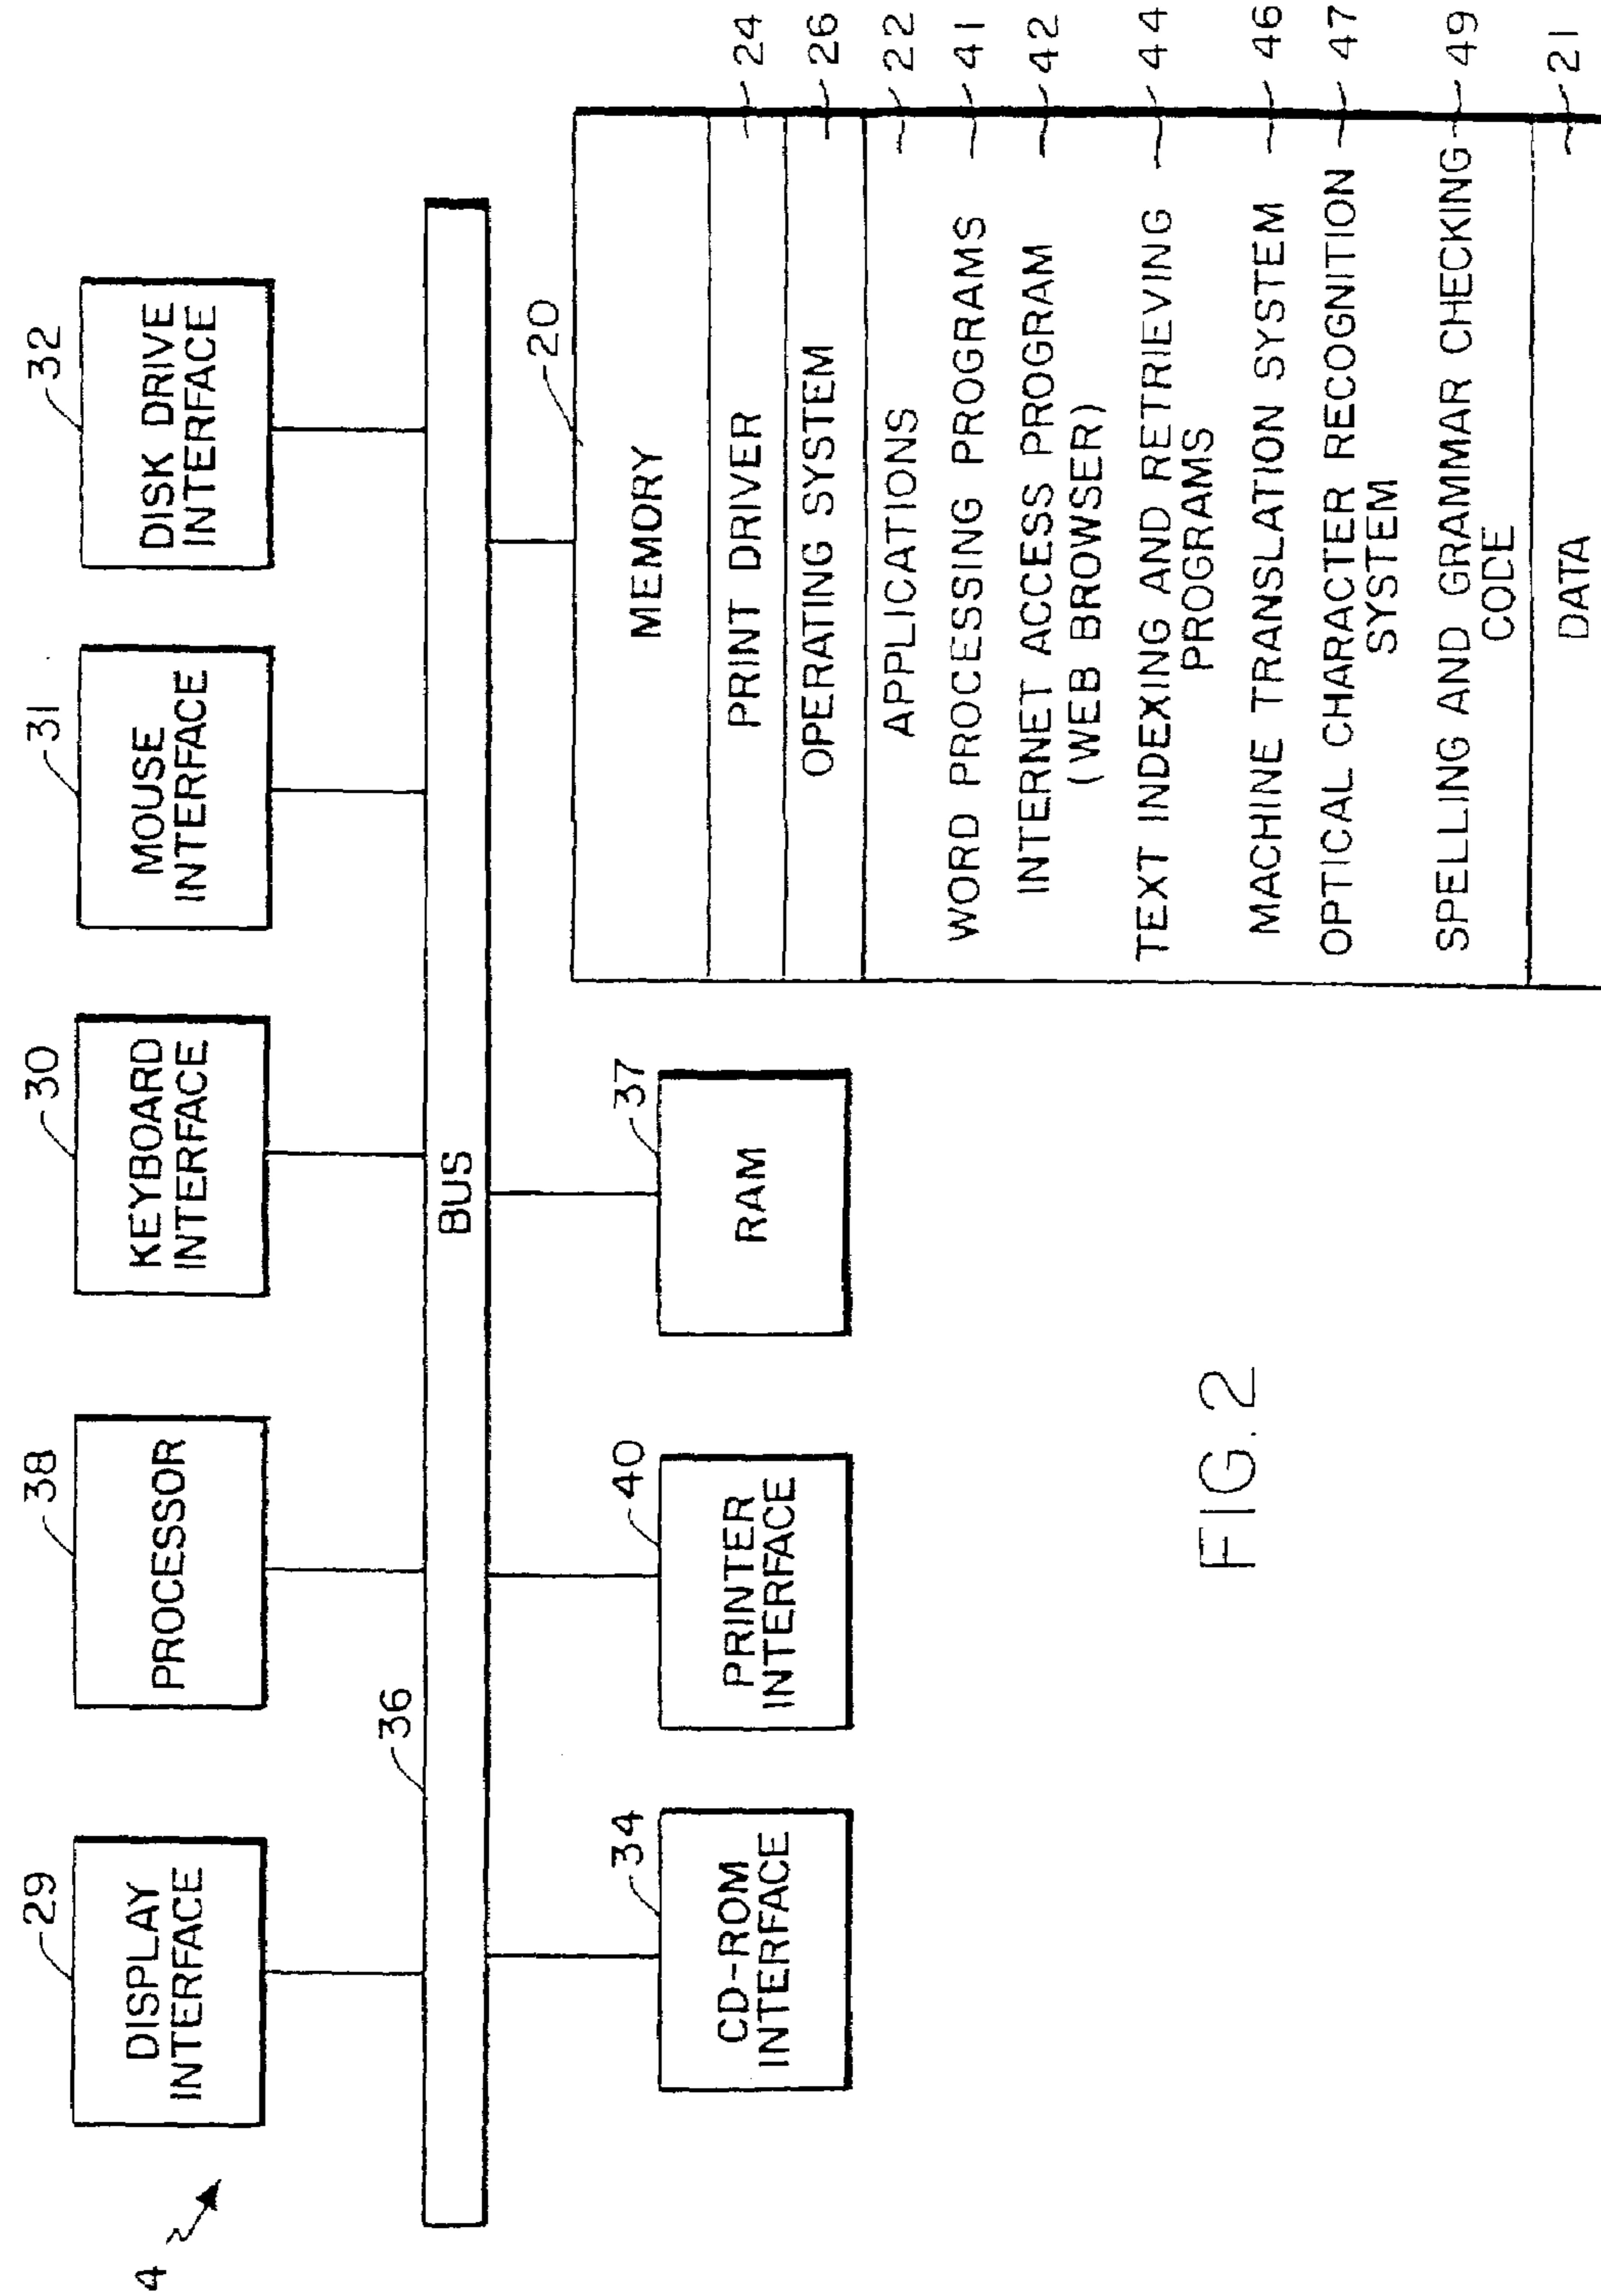 4
29
DISPLAY
INTERFACE
38
PROCESSOR
30
KEYBOARD
INTERFACE
31
MOUSE
INTERFACE
32
DISK DRIVE
INTERFACE
36
BUS
34
CD-ROM
INTERFACE
40
PRINTER
INTERFACE
37
RAM
20
MEMORY
PRINT DRIVER 24
OPERATING SYSTEM 26
APPLICATIONS 22
WORD PROCESSING PROGRAMS 41
INTERNET ACCESS PROGRAM 42
(WEB BROWSER)
TEXT INDEXING AND RETRIEVING 44
PROGRAMS
MACHINE TRANSLATION SYSTEM 46
OPTICAL CHARACTER RECOGNITION 47
SYSTEM
SPELLING AND GRAMMAR CHECKING 49
CODE
DATA 21
FIG. 2